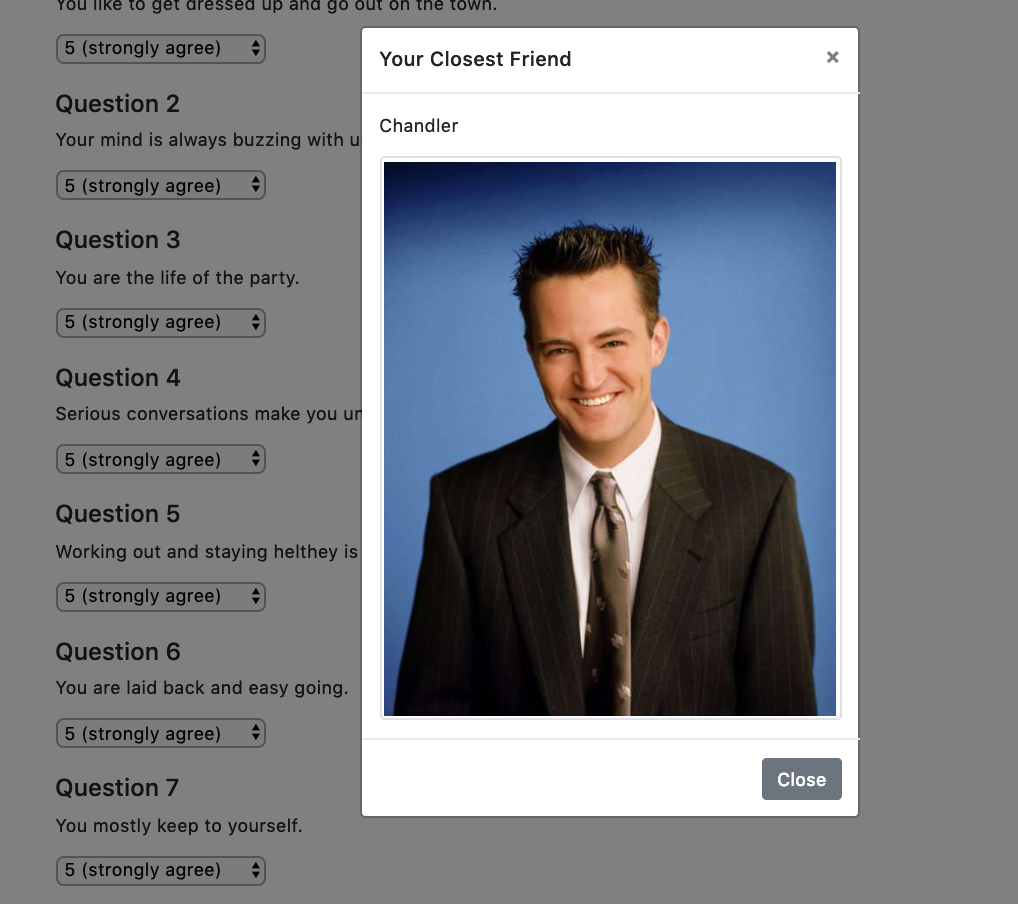 You like to get dressed up and go out on the town.
5 (strongly agree)
Question 2
Your mind is always buzzing with
5 (strongly agree)
Question 3
You are the life of the party.
5 (strongly agree)
Question 4
Serious conversations make you
5 (strongly agree)
Question 5
Working out and staying helthey is
5 (strongly agree)
Question 6
You are laid back and easy going.
5 (strongly agree)
Question 7
You mostly keep to yourself.
5 (strongly agree)
Your Closest Friend
×
Chandler
Close